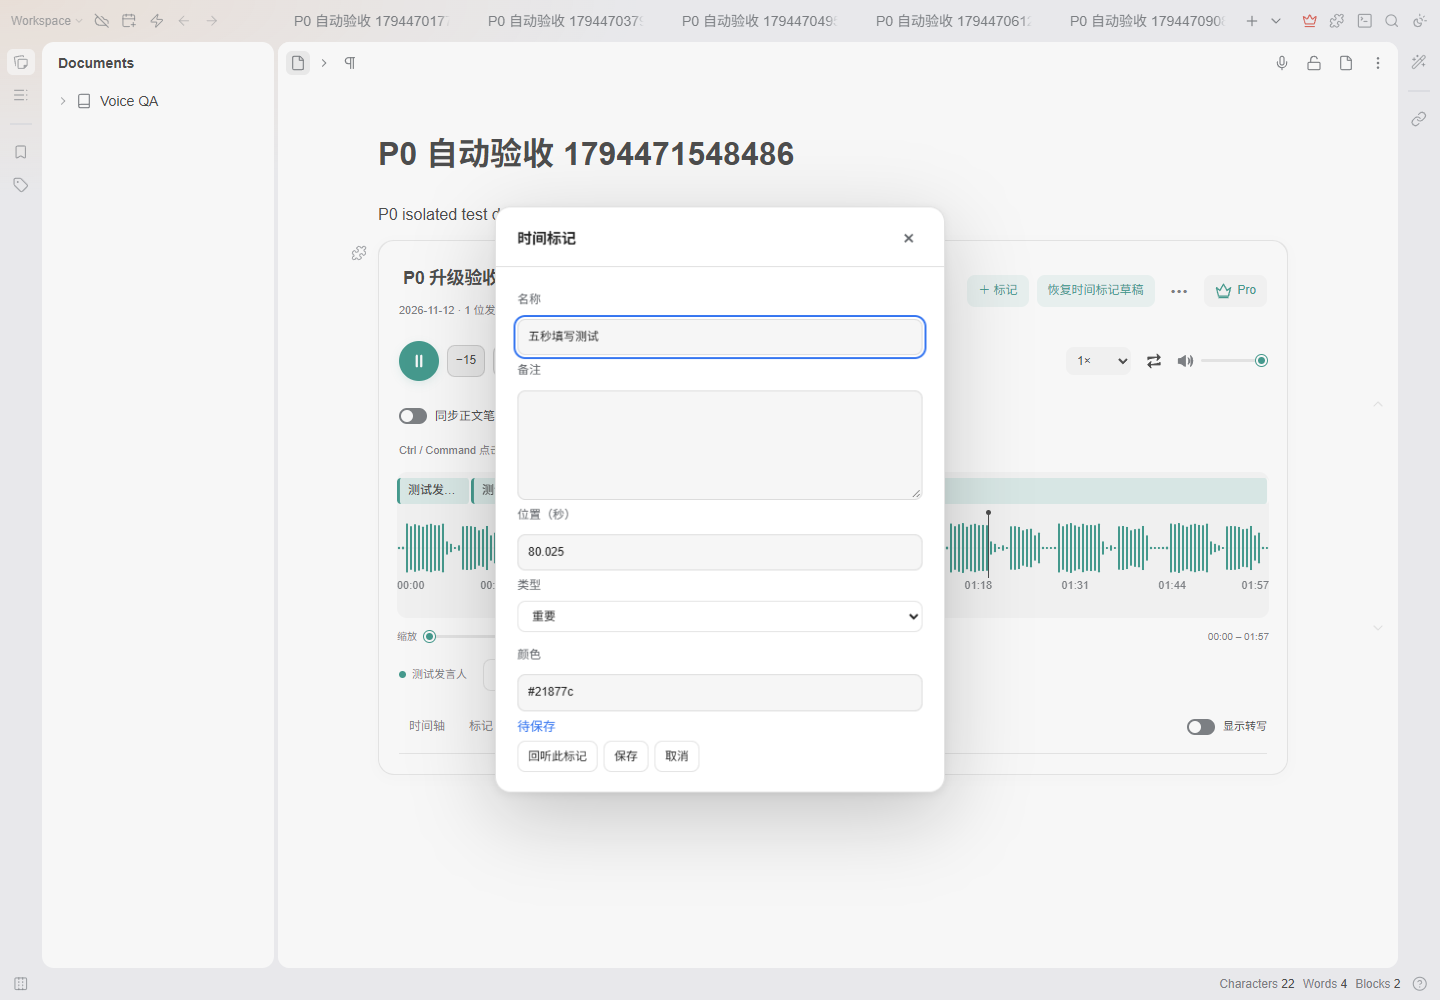 Workspace
P0 自动验收 179447017
P0 自动验收 179447037
P0 自动验收 179447049
P0 自动验收 179447061
P0 自动验收 179447090
Documents
Voice QA
P0 自动验收 1794471548486
P0 isolated test
P0 升级验收
2026-11-12 · 1 位发
+ 标记
恢复时间标记草稿
Pro
−15
1×
同步正文笔
Ctrl / Command 点击
测试发...
测
00:00
00:
01:18
01:31
01:44
01:57
缩放
00:00 – 01:57
测试发言人
时间轴
标记
显示转写
时间标记
名称
五秒填写测试
备注
位置（秒）
80.025
类型
重要
颜色
#21877c
待保存
回听此标记
保存
取消
Characters 22 Words 4 Blocks 2